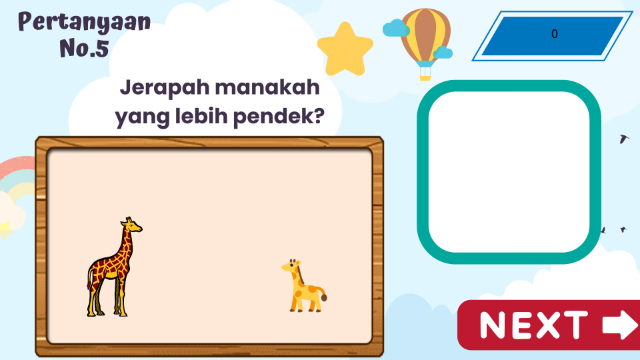 Pertanyaan
No.5
0
Jerapah manakah
yang lebih pendek?
NEXT